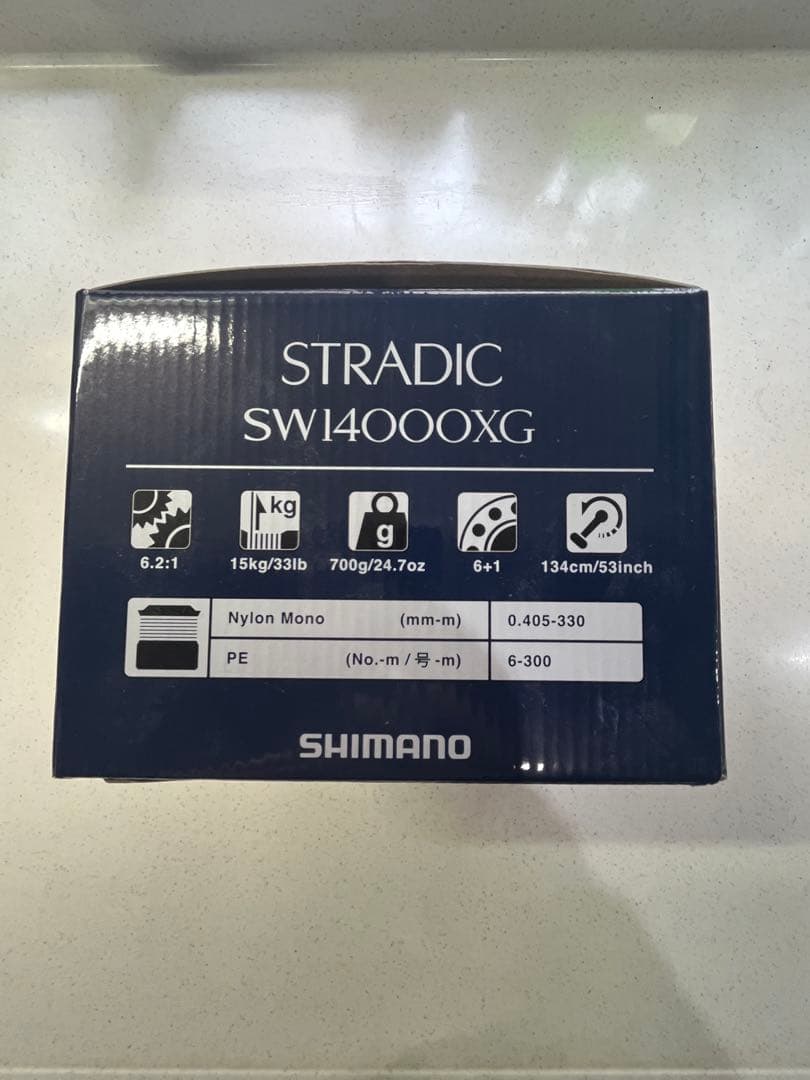 STRADIC
SW14000XG
kg
g
6.2:1
15kg/33lb
700g/24.7oz
6+1
134cm/53inch
Nylon Mono (mm-m) 0.405-330
PE (No.-m / 号 -m) 6-300
SHIMANO